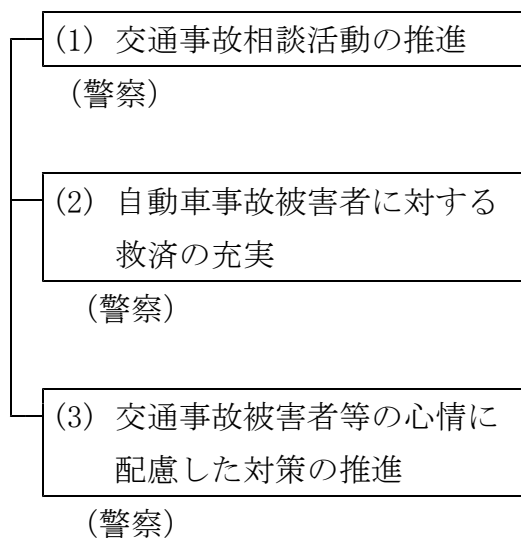 (1) 交通事故相談活動の推進
(警察)
(2) 自動車事故被害者に対する
救済の充実
(警察)
(3) 交通事故被害者等の心情に
配慮した対策の推進
(警察)